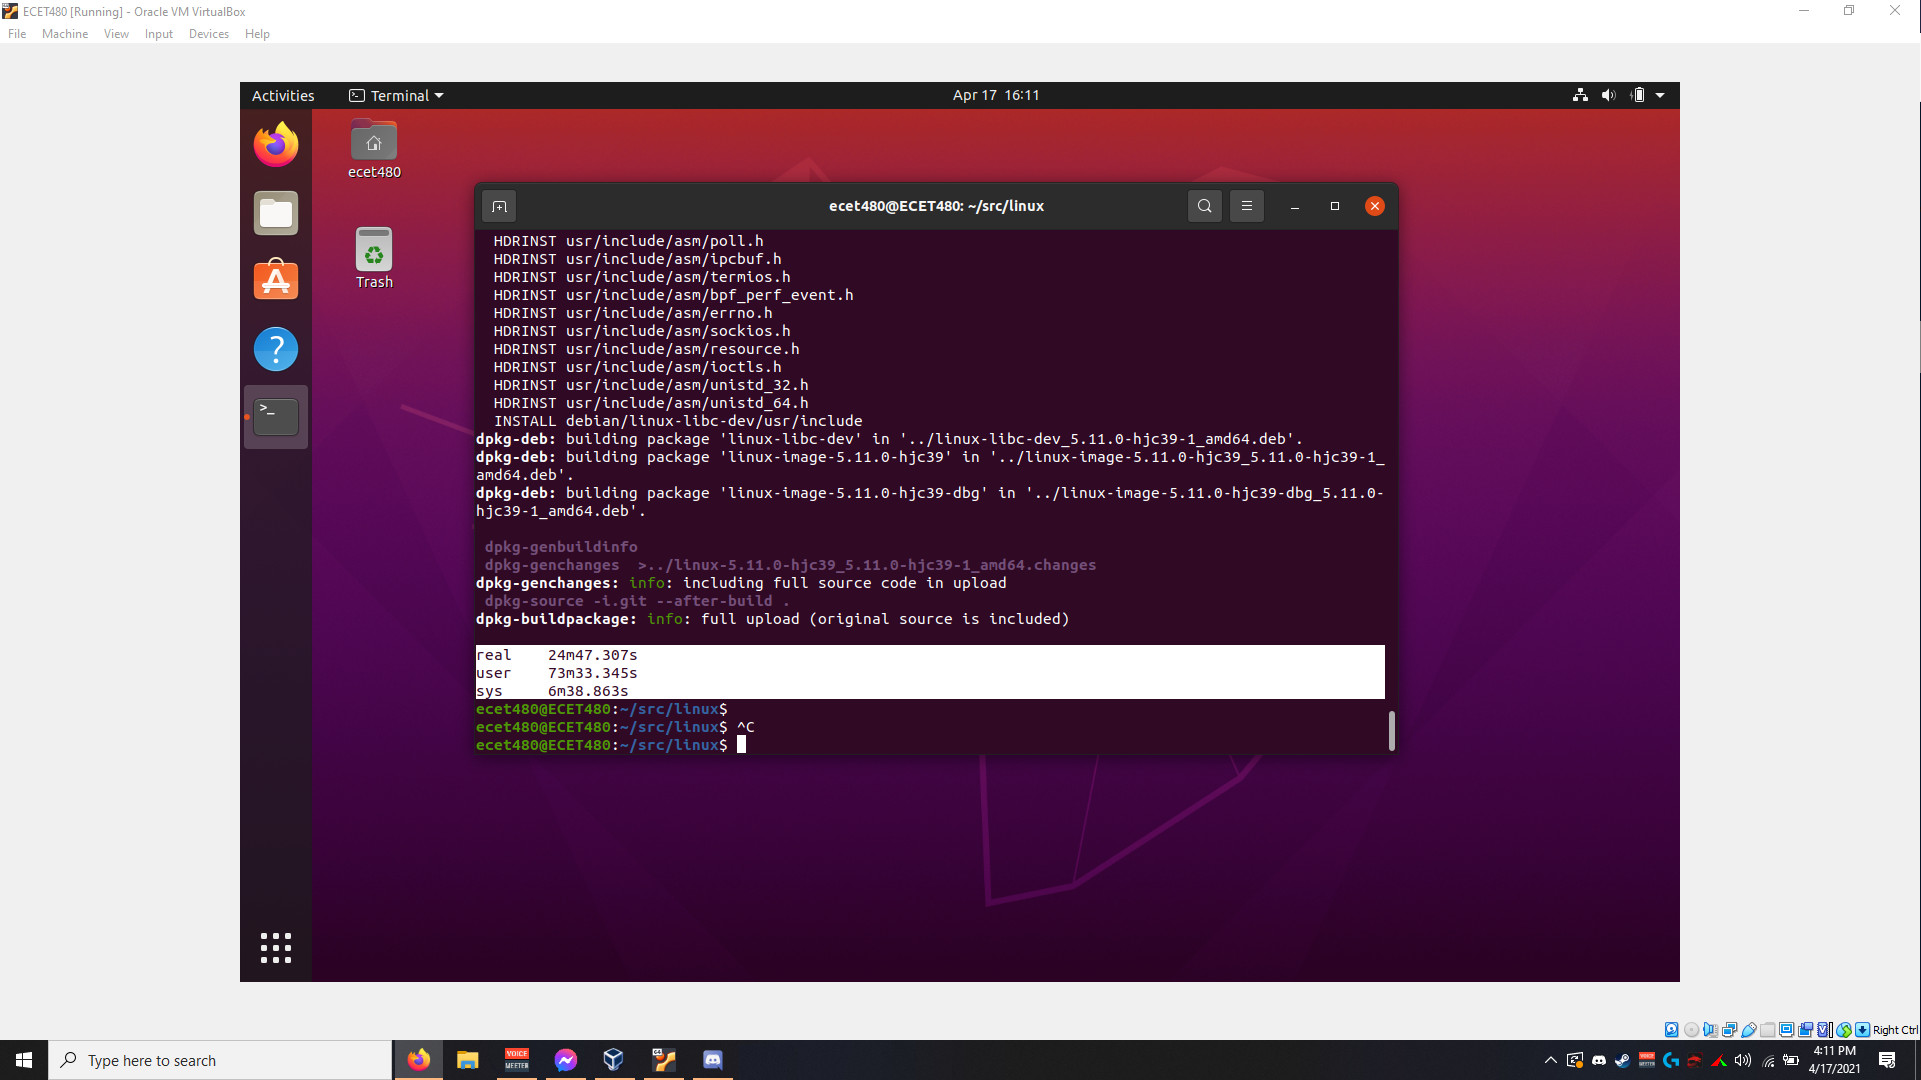 ECET480 [Running] - Oracle VM VirtualBox
File Machine View Input Devices Help
Activities Terminal Apr 17 16:11
ecet480
Trash
ecet480@ECET480: ~/src/linux
HDRINST usr/include/asm/poll.h
HDRINST usr/include/asm/ipcbuf.h
HDRINST usr/include/asm/termios.h
HDRINST usr/include/asm/bpf_perf_event.h
HDRINST usr/include/asm/errno.h
HDRINST usr/include/asm/sockios.h
HDRINST usr/include/asm/resource.h
HDRINST usr/include/asm/ioctls.h
HDRINST usr/include/asm/unistd_32.h
HDRINST usr/include/asm/unistd_64.h
INSTALL debian/linux-libc-dev/usr/include
dpkg-deb: building package 'linux-libc-dev' in '../linux-libc-dev_5.11.0-hjc39-1_amd64.deb'.
dpkg-deb: building package 'linux-image-5.11.0-hjc39' in '../linux-image-5.11.0-hjc39_5.11.0-hjc39-1_
amd64.deb'.
dpkg-deb: building package 'linux-image-5.11.0-hjc39-dbg' in '../linux-image-5.11.0-hjc39-dbg_5.11.0-
hjc39-1_amd64.deb'.
dpkg-genbuildinfo
dpkg-genchanges >../linux-5.11.0-hjc39_5.11.0-hjc39-1_amd64.changes
dpkg-genchanges: info: including full source code in upload
dpkg-source -i.git --after-build .
dpkg-buildpackage: info: full upload (original source is included)
real 24m47.307s
user 73m33.345s
sys 6m38.863s
ecet480@ECET480:~/src/linux$
ecet480@ECET480:~/src/linux$ ^C
ecet480@ECET480:~/src/linux$
Right Ctrl
Type here to search
VOICE
MEETER
4:11 PM
4/17/2021